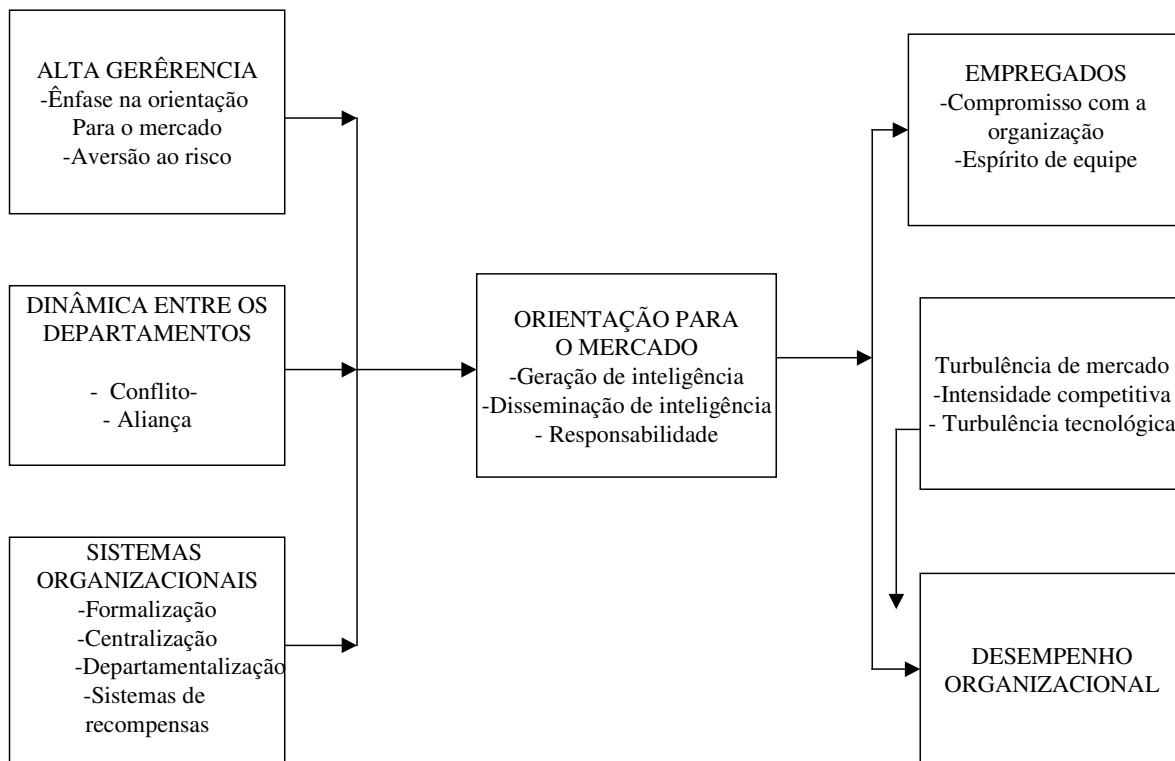 ALTA GERÊRENCIA
-Ênfase na orientação
Para o mercado
-Aversão ao risco
DINÂMICA ENTRE OS
DEPARTAMENTOS
- Conflito-
- Aliança
SISTEMAS
ORGANIZACIONAIS
-Formalização
-Centralização
-Departamentalização
-Sistemas de
recompensas
ORIENTAÇÃO PARA
O MERCADO
-Geração de inteligência
-Disseminação de inteligência
- Responsabilidade
EMPREGADOS
-Compromisso com a
organização
-Espírito de equipe
Turbulência de mercado
-Intensidade competitiva
- Turbulência tecnológica
DESEMPENHO
ORGANIZACIONAL